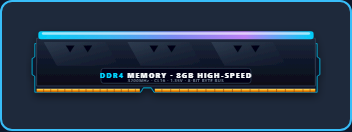 DDR4 MEMORY - 8GB HIGH-SPEED